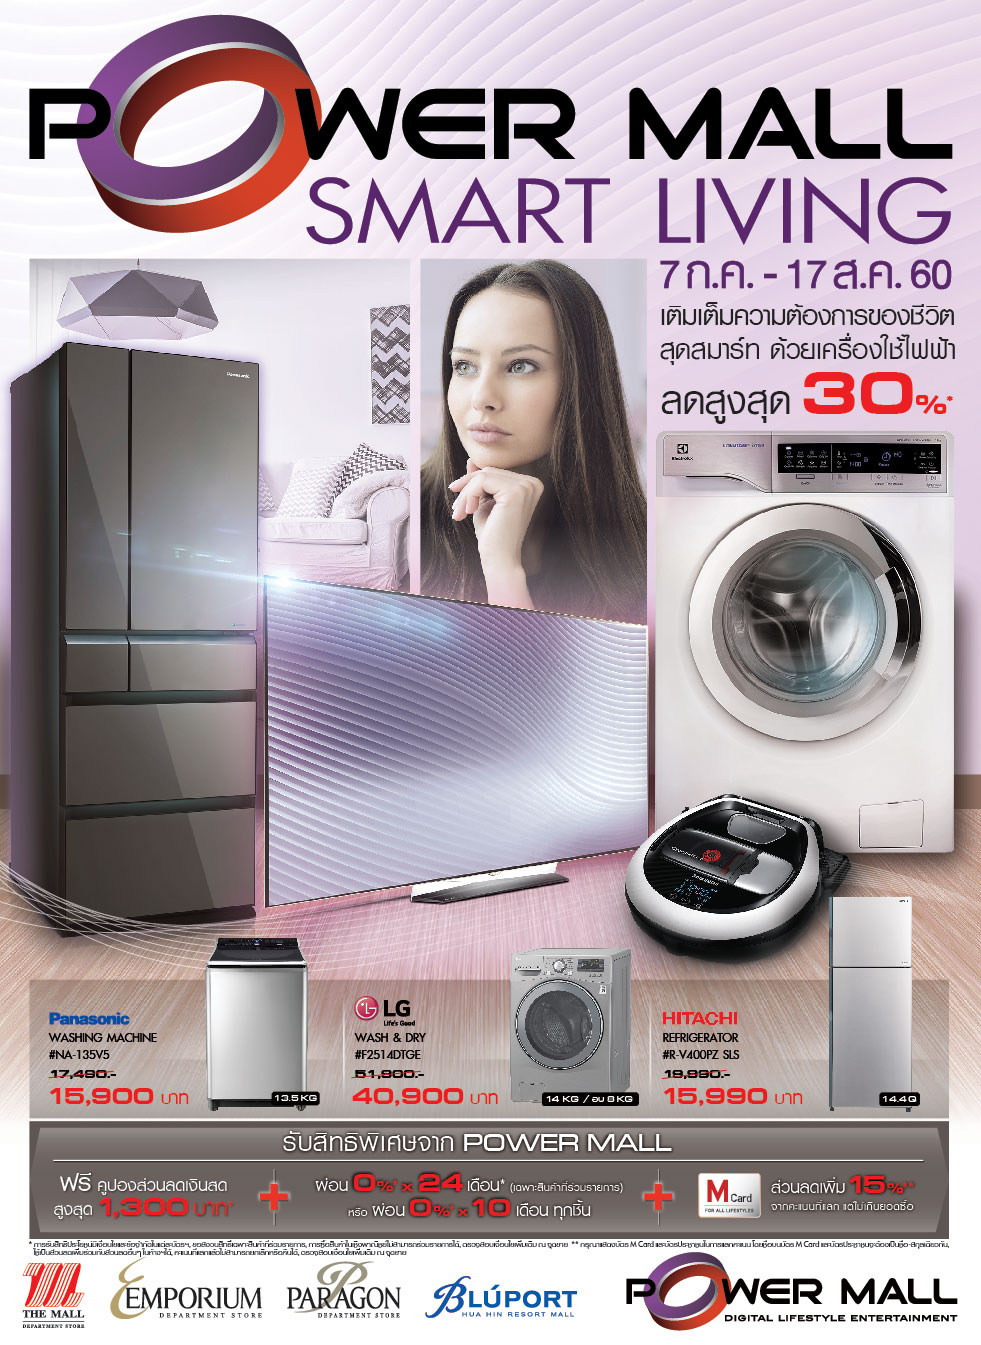 POWER MALL
SMART LIVING
7 ก.ค. - 17 ส.ค. 60
เติมเต็มความต้องการของชีวิต
สุดสมาร์ท ด้วยเครื่องใช้ไฟฟ้า
ลดสูงสุด 30%*
Panasonic
Electrolux
SAMSUNG
Panasonic
WASHING MACHINE
#NA-135V5
17,490.-
15,900 บาท
13.5 KG
LG
Life's Good
WASH & DRY
#F2514DTGE
51,900.-
40,900 บาท
14 KG / อบ 8 KG
HITACHI
REFRIGERATOR
#R-V400PZ SLS
19,990.-
15,990 บาท
14.4 Q
รับสิทธิพิเศษจาก POWER MALL
ฟรี คูปองส่วนลดเงินสด
สูงสุด 1,300 บาท*
+
ผ่อน 0%* x 24 เดือน* (เฉพาะสินค้าที่ร่วมรายการ)
หรือ ผ่อน 0%* x 10 เดือน ทุกชิ้น
+
M Card
FOR ALL LIFESTYLES
ส่วนลดเพิ่ม 15%**
จากคะแนนที่แลก แต่ไม่เกินยอดซื้อ
THE MALL
DEPARTMENT STORE
EMPORIUM
DEPARTMENT STORE
PARAGON
DEPARTMENT STORE
BLÚPORT
HUA HIN RESORT MALL
POWER MALL
DIGITAL LIFESTYLE ENTERTAINMENT